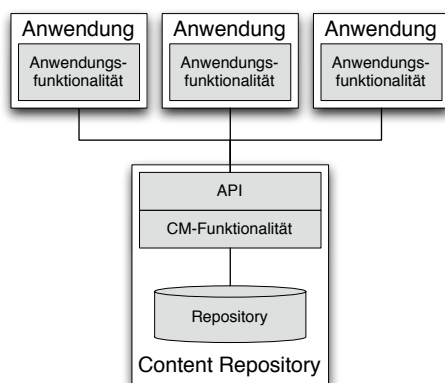 Anwendung
Anwendungs-
funktionalität
Anwendung
Anwendungs-
funktionalität
Anwendung
Anwendungs-
funktionalität
API
CM-Funktionalität
Repository
Content Repository